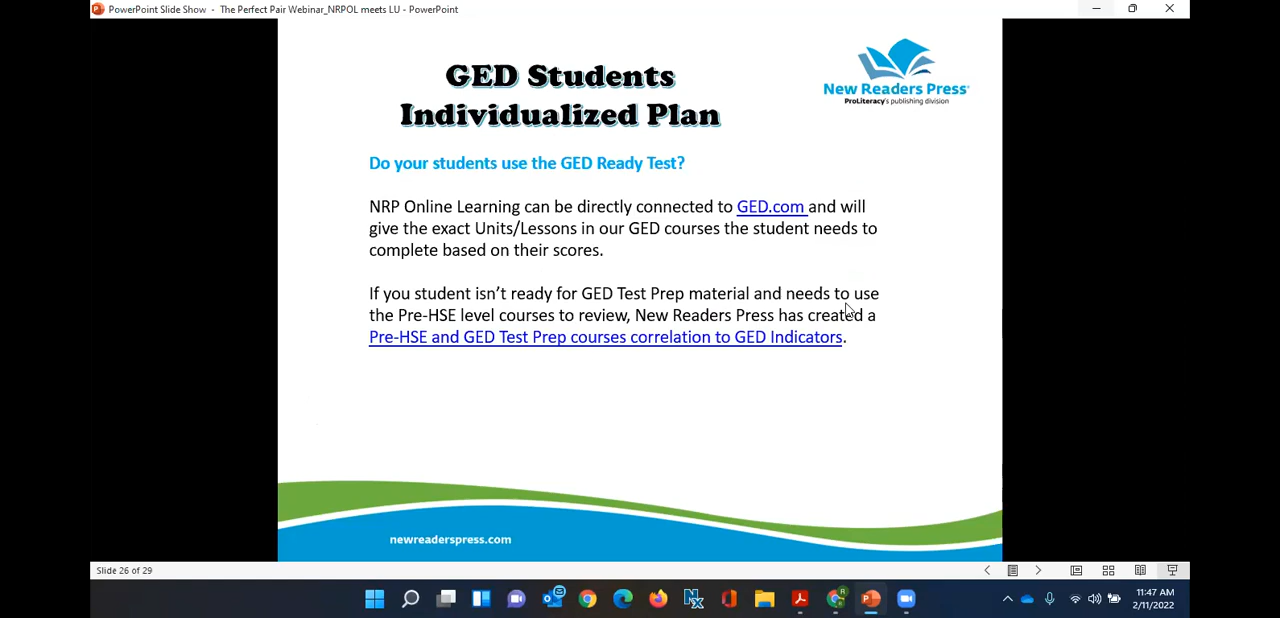 PowerPoint Slide Show - The Perfect Pair Webinar_NRPOL meets LU - PowerPoint
GED Students
Individualized Plan
New Readers Press®
ProLiteracy's publishing division
Do your students use the GED Ready Test?
NRP Online Learning can be directly connected to GED.com and will
give the exact Units/Lessons in our GED courses the student needs to
complete based on their scores.
If you student isn't ready for GED Test Prep material and needs to use
the Pre-HSE level courses to review, New Readers Press has created a
Pre-HSE and GED Test Prep courses correlation to GED Indicators.
newreaderspress.com
Slide 26 of 29
11:47 AM
2/11/2022